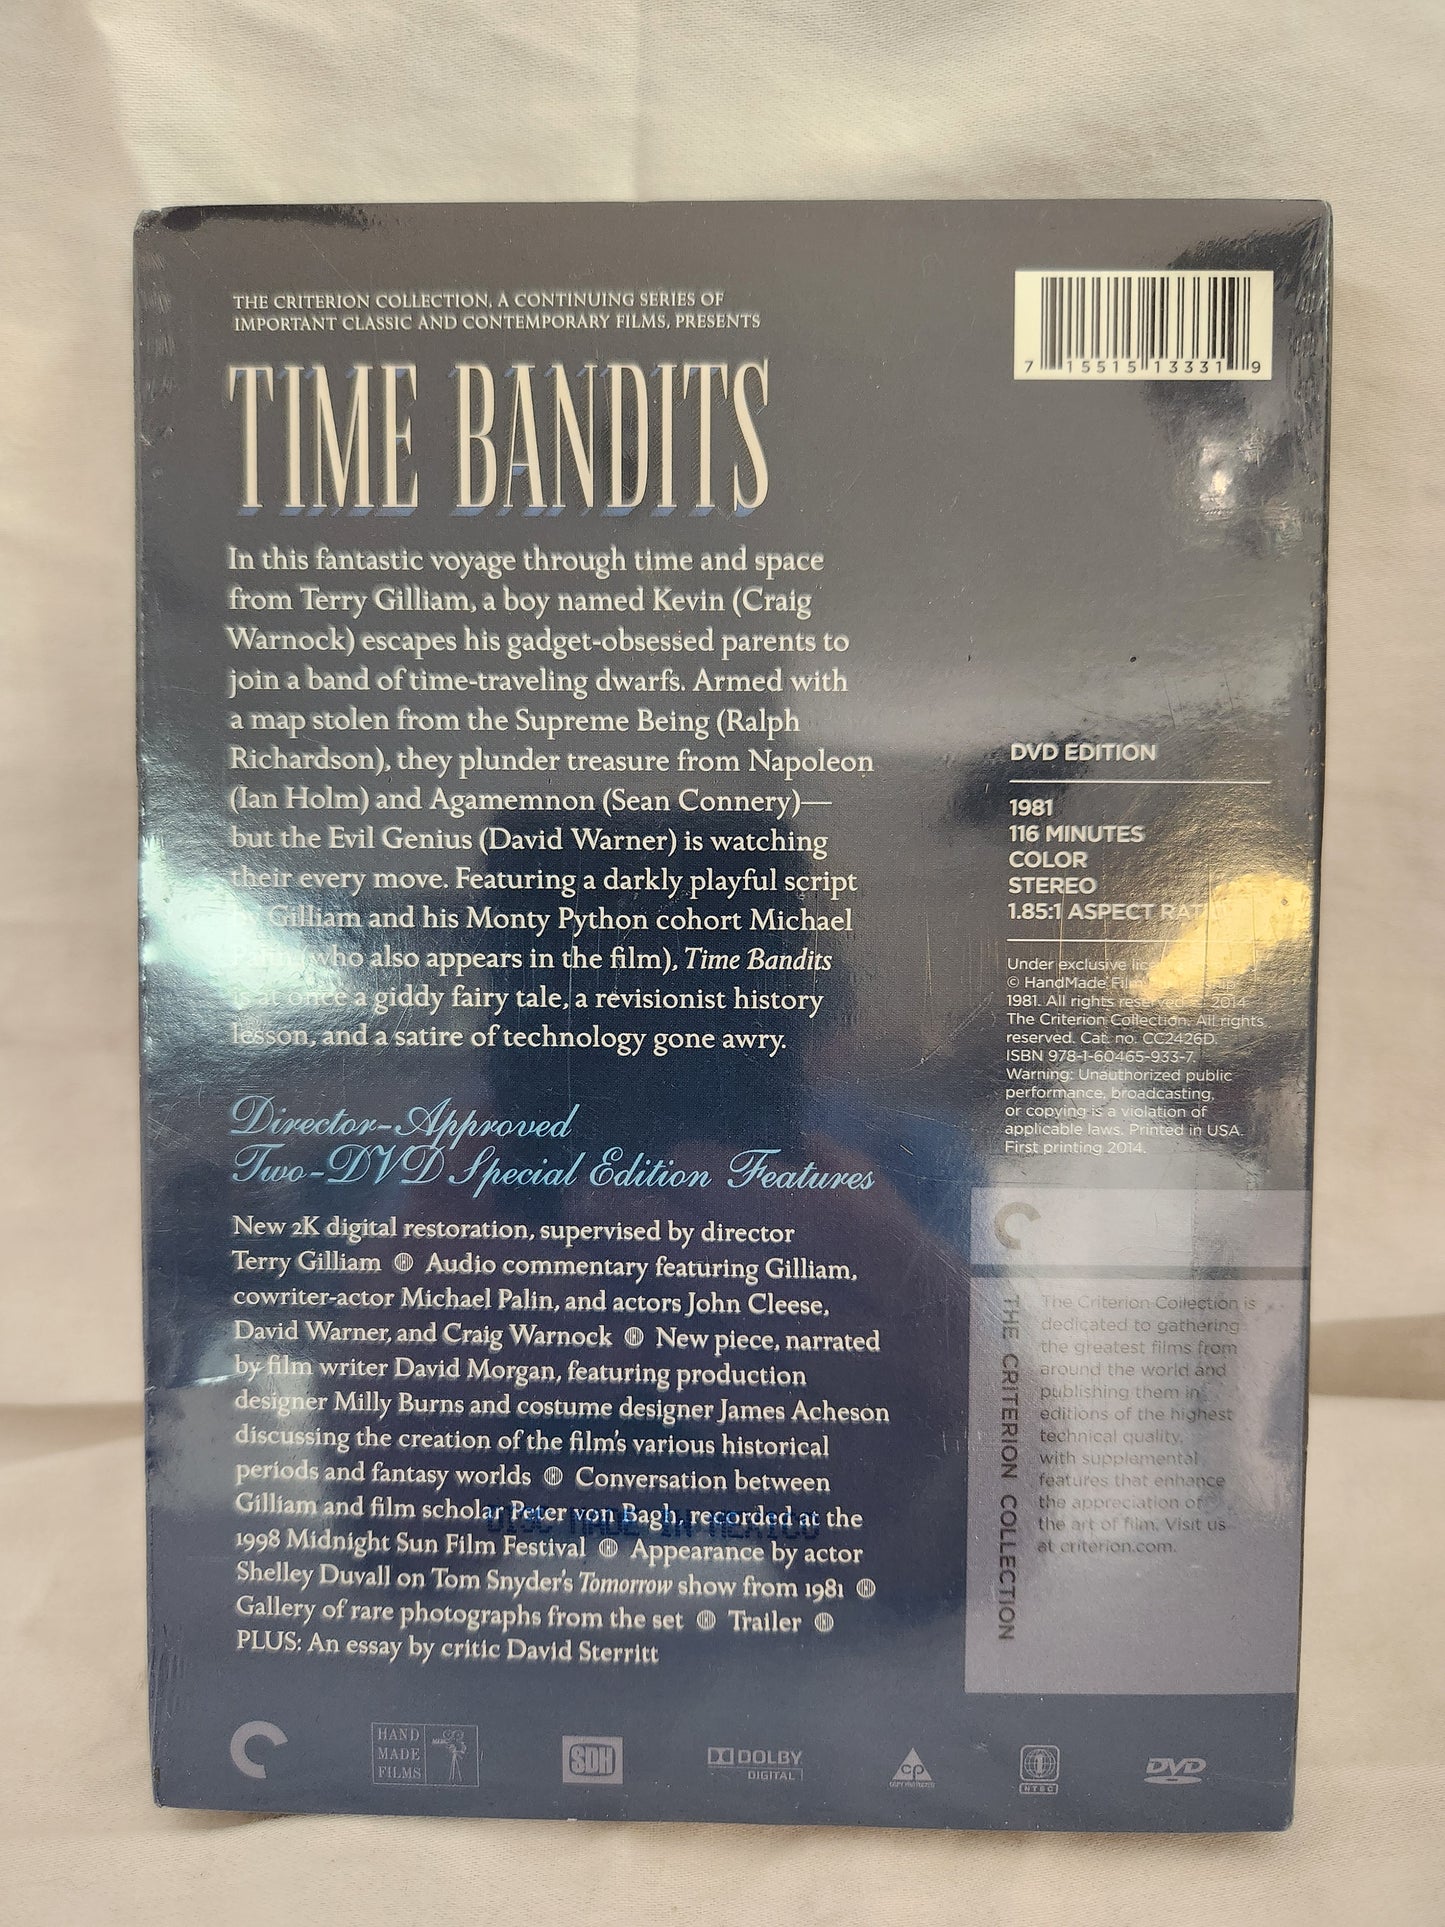 THE CRITERION COLLECTION, A CONTINUING SERIES OF
IMPORTANT CLASSIC AND CONTEMPORARY FILMS, PRESENTS
TIME BANDITS
In this fantastic voyage through time and space
from Terry Gilliam, a boy named Kevin (Craig
Warnock) escapes his gadget-obsessed parents to
join a band of time-traveling dwarfs. Armed with
a map stolen from the Supreme Being (Ralph
Richardson), they plunder treasure from Napoleon
(Ian Holm) and Agamemnon (Sean Connery)—
but the Evil Genius (David Warner) is watching
their every move. Featuring a darkly playful script
by Gilliam and his Monty Python cohort Michael
Palin (who also appears in the film), Time Bandits
is at once a giddy fairy tale, a revisionist history
lesson, and a satire of technology gone awry.
Director-Approved
Two-DVD Special Edition Features
New 2K digital restoration, supervised by director
Terry Gilliam Audio commentary featuring Gilliam,
cowriter-actor Michael Palin, and actors John Cleese,
David Warner, and Craig Warnock New piece, narrated
by film writer David Morgan, featuring production
designer Milly Burns and costume designer James Acheson
discussing the creation of the film's various historical
periods and fantasy worlds Conversation between
Gilliam and film scholar Peter von Bagh, recorded at the
DISC MADE IN MEXICO
1998 Midnight Sun Film Festival Appearance by actor
Shelley Duvall on Tom Snyder's Tomorrow show from 1981
Gallery of rare photographs from the set Trailer
PLUS: An essay by critic David Sterritt
7 15515 13331 9
DVD EDITION
1981
116 MINUTES
COLOR
STEREO
1.85:1 ASPECT
Under exclusive
© HandMade
1981. All rights reserved. © 2014
The Criterion Collection. All rights
reserved. Cat. no. CC2426D.
ISBN 978-1-60465-933-7.
Warning: Unauthorized public
performance, broadcasting,
or copying is a violation of
applicable laws. Printed in USA.
First printing 2014.
THE CRITERION COLLECTION
The Criterion Collection is
dedicated to gathering
the greatest films from
around the world and
publishing them in
editions of the highest
technical quality,
with supplemental
features that enhance
the appreciation of
the art of film. Visit us
at criterion.com.
HAND
MADE
FILMS
SDH
DOLBY
DIGITAL
CP
COPY PROTECTED
NTSC
DVD